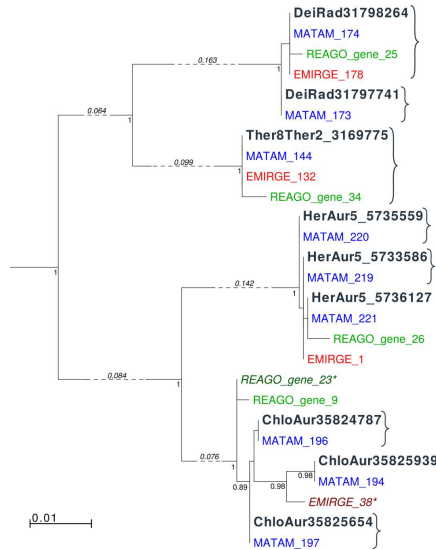 DeiRad31798264
MATAM_174
0.163
REAGO_gene_25
1
EMIRGE_178
DeiRad31797741
0.064
MATAM_173
1
Ther8Ther2_3169775
MATAM_144
0.099
EMIRGE_132
1
REAGO_gene_34
HerAur5_5735559
MATAM_220
HerAur5_5733586
1
MATAM_219
0.142
HerAur5_5736127
1
MATAM_221
REAGO_gene_26
EMIRGE_1
0.084
1
REAGO_gene_23*
REAGO_gene_9
ChloAur35824787
MATAM_196
0.076
ChloAur35825939
1
0.98
0.89
0.98
MATAM_194
EMIRGE_38*
0.01
ChloAur35825654
MATAM_197